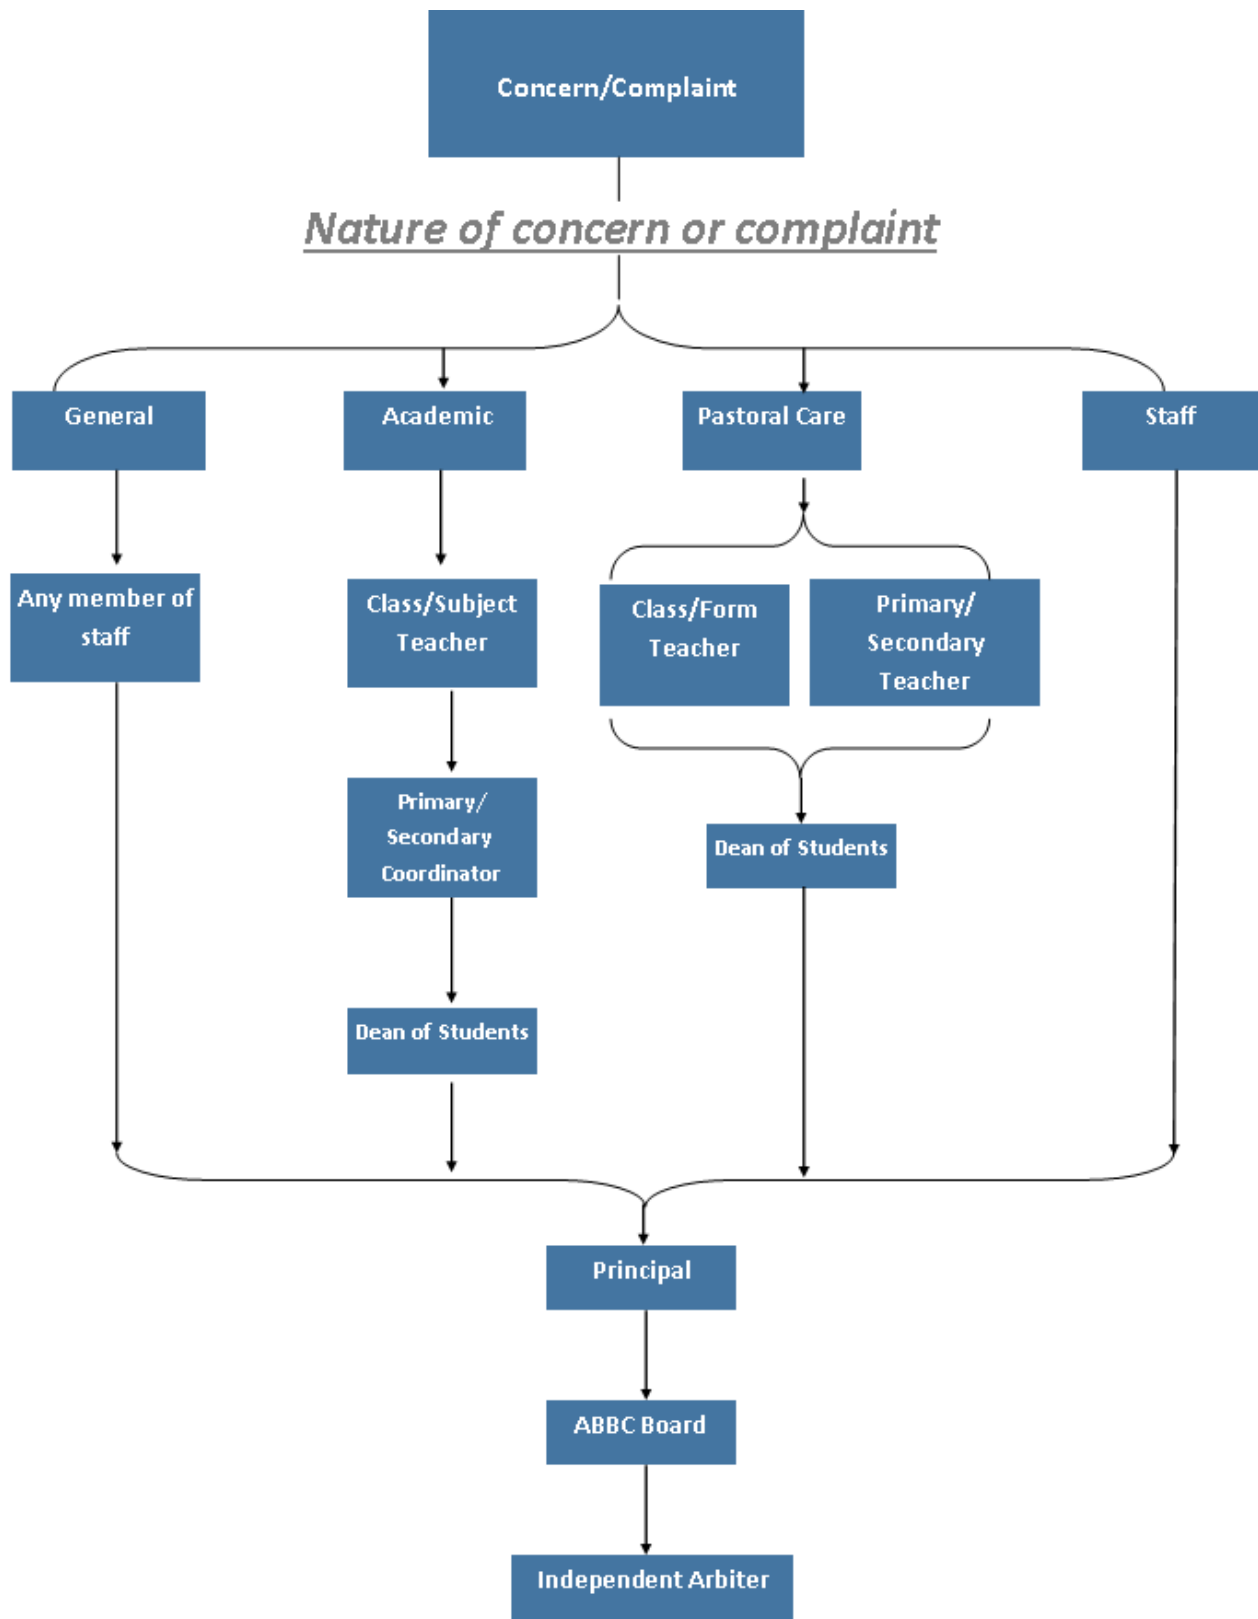 Concern/Complaint
Nature of concern or complaint
General
Academic
Pastoral Care
Staff
Any member of
staff
Class/Subject
Teacher
Class/Form
Teacher
Primary/
Secondary
Teacher
Primary/
Secondary
Coordinator
Dean of Students
Dean of Students
Principal
ABBC Board
Independent Arbiter